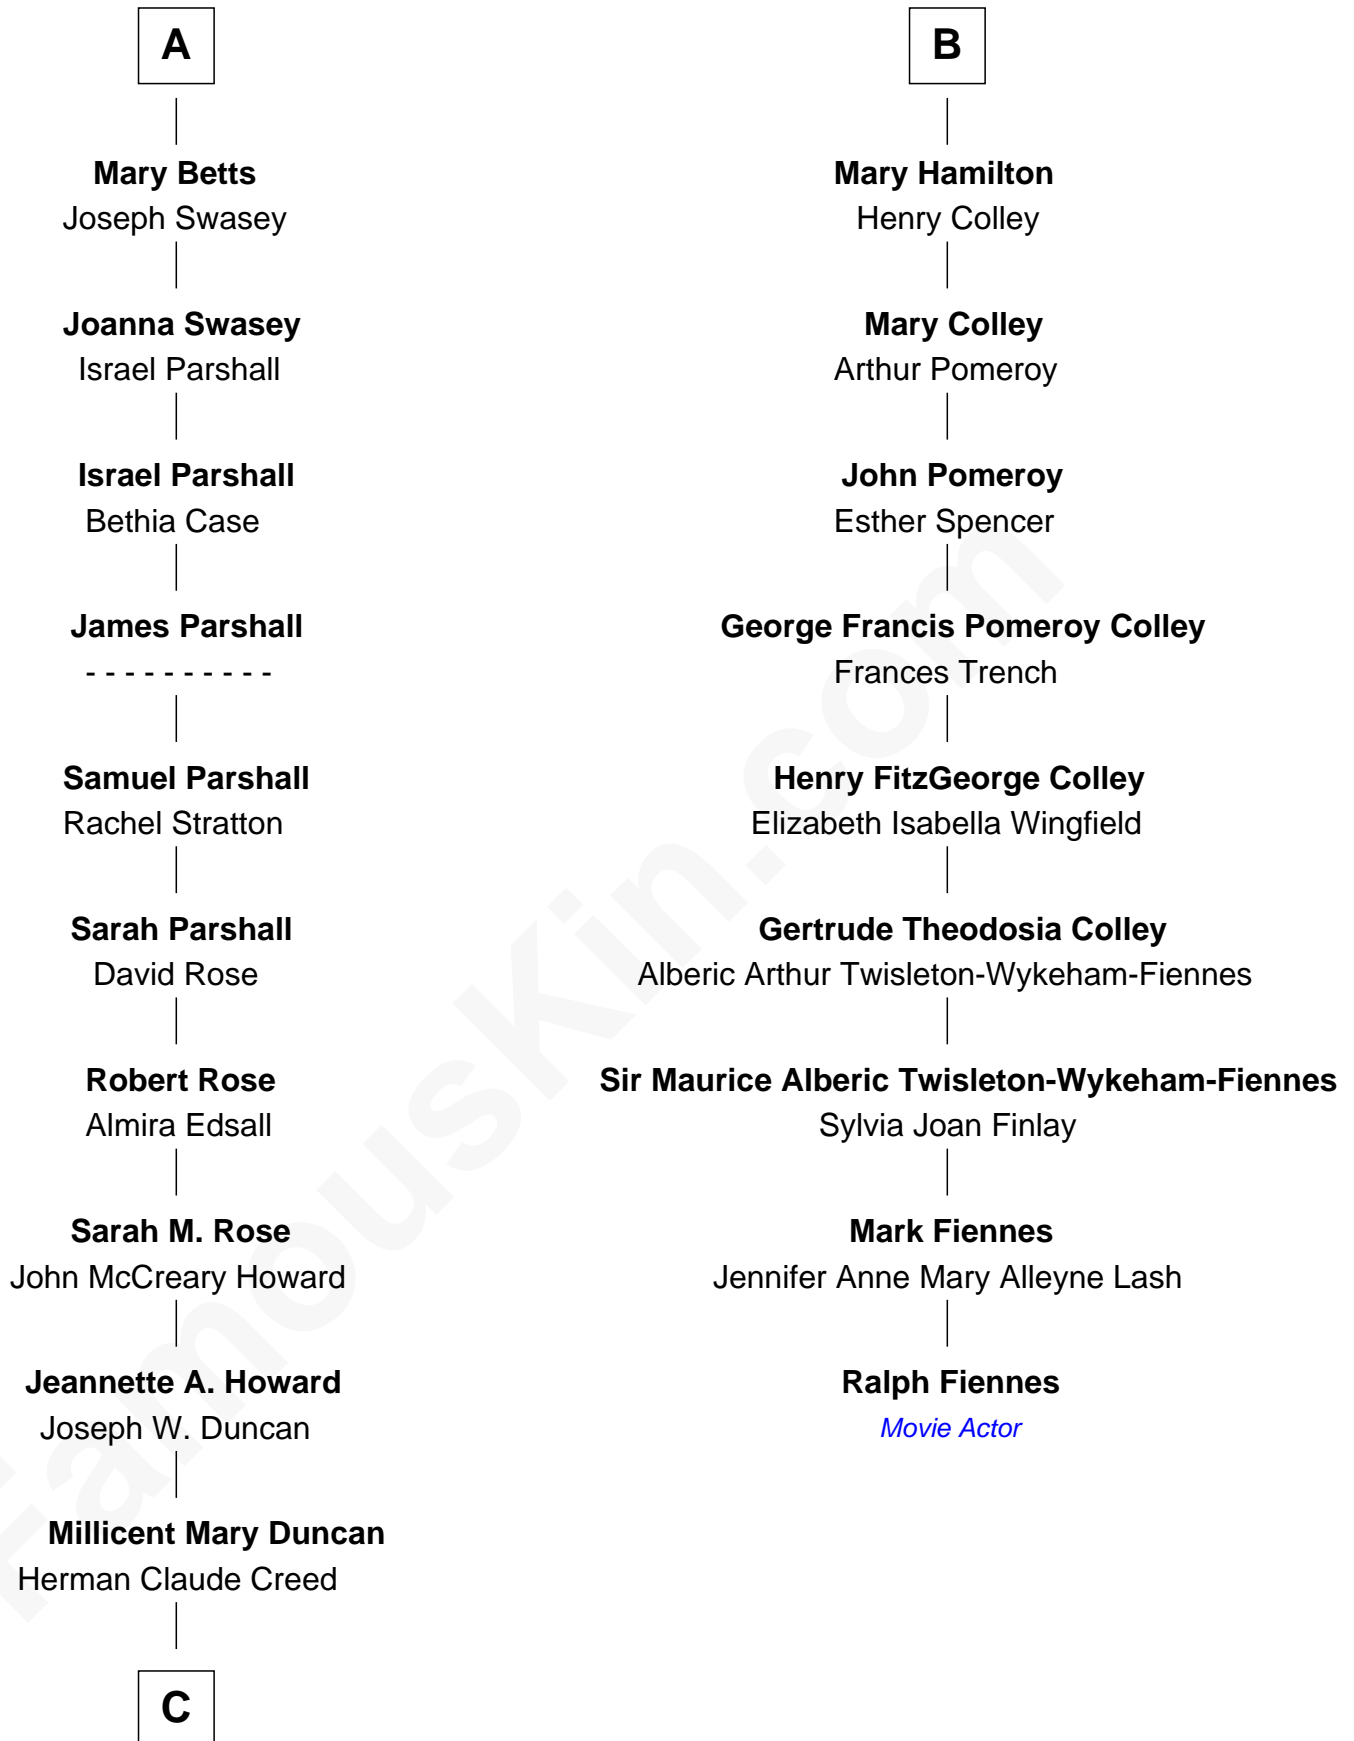 A
Mary Betts
Joseph Swasey
Joanna Swasey
Israel Parshall
Israel Parshall
Bethia Case
James Parshall
- - - - - - - - - -
Samuel Parshall
Rachel Stratton
Sarah Parshall
David Rose
Robert Rose
Almira Edsall
Sarah M. Rose
John McCreary Howard
Jeannette A. Howard
Joseph W. Duncan
Millicent Mary Duncan
Herman Claude Creed
C
B
Mary Hamilton
Henry Colley
Mary Colley
Arthur Pomeroy
John Pomeroy
Esther Spencer
George Francis Pomeroy Colley
Frances Trench
Henry FitzGeorge Colley
Elizabeth Isabella Wingfield
Gertrude Theodosia Colley
Alberic Arthur Twisleton-Wykeham-Fiennes
Sir Maurice Alberic Twisleton-Wykeham-Fiennes
Sylvia Joan Finlay
Mark Fiennes
Jennifer Anne Mary Alleyne Lash
Ralph Fiennes
Movie Actor
FamousKin.com